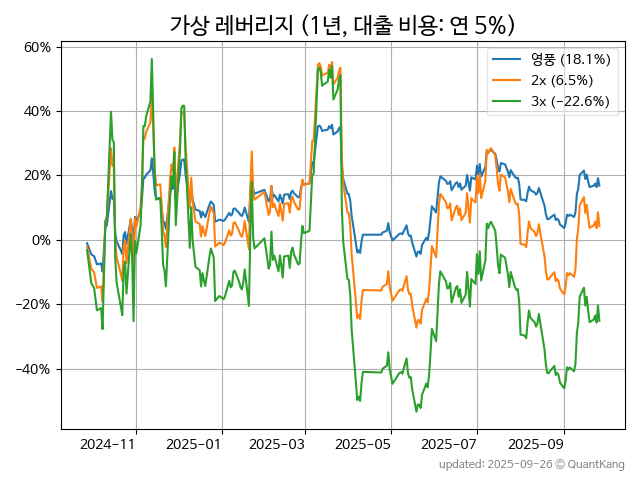 가상 레버리지 (1년, 대출 비용: 연 5%)
60%
40%
20%
0%
−20%
−40%
영풍 (18.1%)
2x (6.5%)
3x (−22.6%)
2024-11
2025-01
2025-03
2025-05
2025-07
2025-09
updated: 2025-09-26 © QuantKang